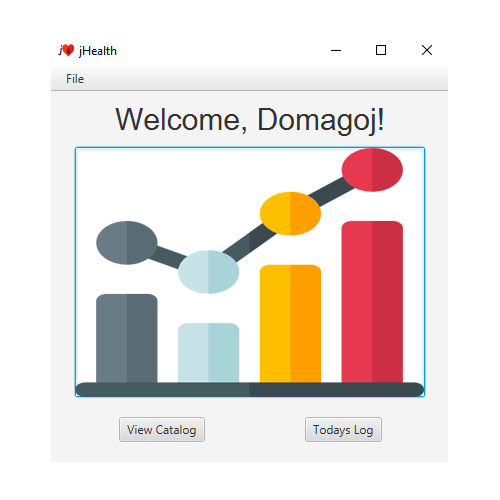 jHealth
File
Welcome, Domagoj!
View Catalog
Todays Log